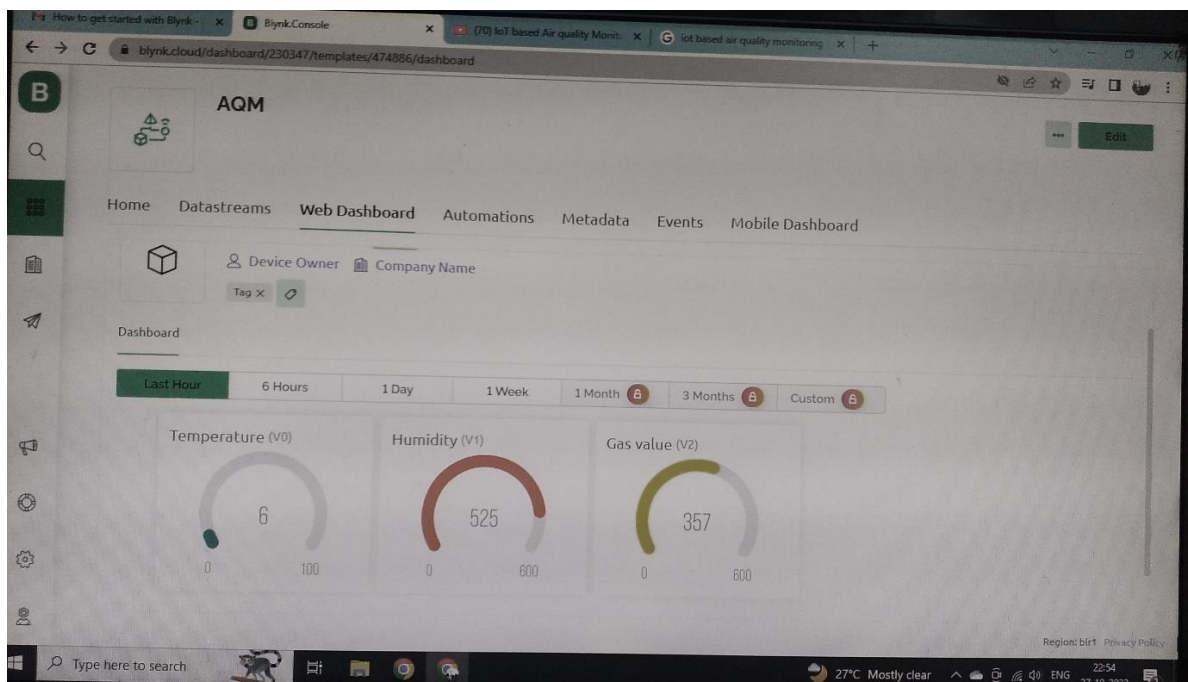 How to get started with Blynk -
Blynk.Console
(70) IoT based Air quality Monit
iot based air quality monitoring
blynk.cloud/dashboard/230347/templates/474886/dashboard
B
AQM
Edit
Home Datastreams Web Dashboard Automations Metadata Events Mobile Dashboard
Device Owner Company Name
Tag X
Dashboard
Last Hour 6 Hours 1 Day 1 Week 1 Month 3 Months Custom
Temperature (V0) Humidity (V1) Gas value (V2)
6 525 357
0 100 0 600 0 600
Region: blr1 Privacy Policy
Type here to search
27°C Mostly clear ENG 22:54